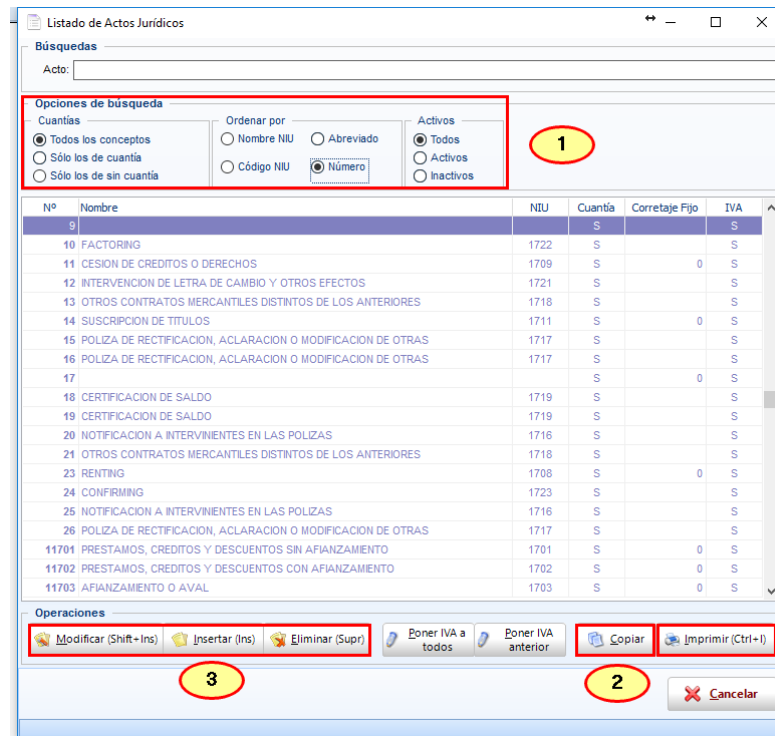 Listado de Actos Jurídicos
Búsquedas
Acto:
Opciones de búsqueda
Cuantías Ordenar por Activos
Todos los conceptos Nombre NIU Abreviado Todos
Sólo los de cuantía Activos
Código NIU Número
Sólo los de sin cuantía Inactivos
1
Nº Nombre NIU Cuantía Corretaje Fijo IVA
9 S S
10 FACTORING 1722 S S
11 CESION DE CREDITOS O DERECHOS 1709 S 0 S
12 INTERVENCION DE LETRA DE CAMBIO Y OTROS EFECTOS 1721 S S
13 OTROS CONTRATOS MERCANTILES DISTINTOS DE LOS ANTERIORES 1718 S S
14 SUSCRIPCION DE TITULOS 1711 S 0 S
15 POLIZA DE RECTIFICACION, ACLARACION O MODIFICACION DE OTRAS 1717 S S
16 POLIZA DE RECTIFICACION, ACLARACION O MODIFICACION DE OTRAS 1717 S S
17 S 0 S
18 CERTIFICACION DE SALDO 1719 S S
19 CERTIFICACION DE SALDO 1719 S S
20 NOTIFICACION A INTERVINIENTES EN LAS POLIZAS 1716 S S
21 OTROS CONTRATOS MERCANTILES DISTINTOS DE LOS ANTERIORES 1718 S S
23 RENTING 1708 S 0 S
24 CONFIRMING 1723 S S
25 NOTIFICACION A INTERVINIENTES EN LAS POLIZAS 1716 S S
26 POLIZA DE RECTIFICACION, ACLARACION O MODIFICACION DE OTRAS 1717 S S
11701 PRESTAMOS, CREDITOS Y DESCUENTOS SIN AFIANZAMIENTO 1701 S 0 S
11702 PRESTAMOS, CREDITOS Y DESCUENTOS CON AFIANZAMIENTO 1702 S 0 S
11703 AFIANZAMIENTO O AVAL 1703 S 0 S
Operaciones
Modificar (Shift+Ins) Insertar (Ins) Eliminar (Supr) Poner IVA a todos Poner IVA anterior Copiar Imprimir (Ctrl+I)
3 2
Cancelar